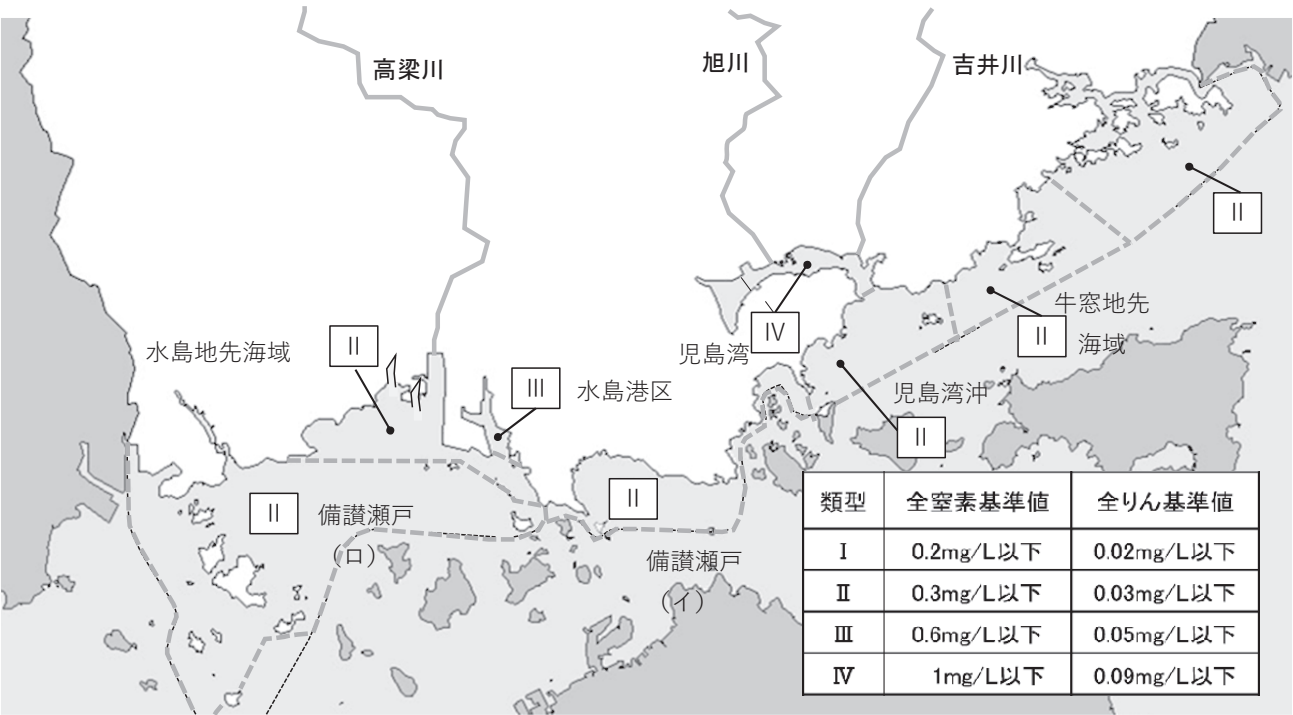 高梁川
旭川
吉井川
Ⅱ
牛窓地先
海域
Ⅱ
Ⅳ
児島湾
児島湾沖
Ⅱ
水島地先海域
Ⅱ
Ⅲ
水島港区
Ⅱ
備讃瀬戸
(ロ)
Ⅱ
備讃瀬戸
(イ)
類型 全窒素基準値 全りん基準値
Ⅰ 0.2mg/L以下 0.02mg/L以下
Ⅱ 0.3mg/L以下 0.03mg/L以下
Ⅲ 0.6mg/L以下 0.05mg/L以下
Ⅳ 1mg/L以下 0.09mg/L以下